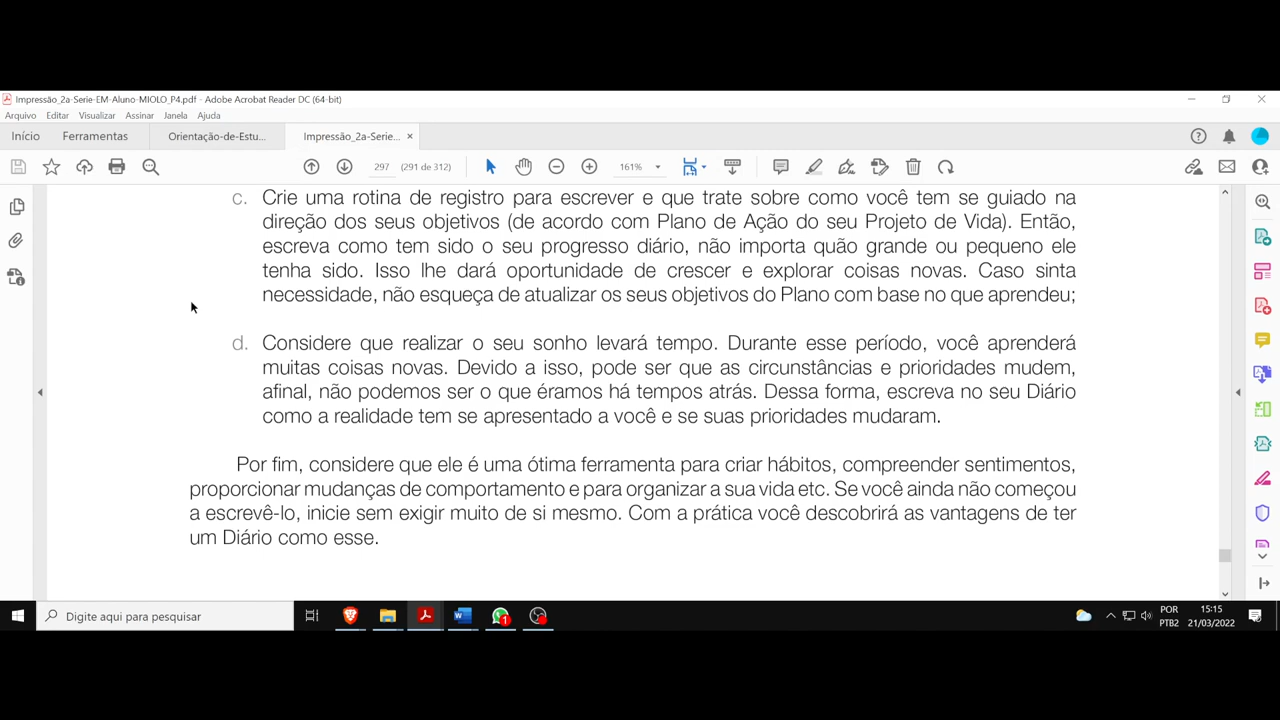 Impressão_2a-Serie-EM-Aluno-MIOLO_P4.pdf - Adobe Acrobat Reader DC (64-bit)
Arquivo Editar Visualizar Assinar Janela Ajuda
Início Ferramentas Orientação-de-Estu... Impressão_2a-Serie... ×
297 (291 de 312) 161%
c. Crie uma rotina de registro para escrever e que trate sobre como você tem se guiado na
direção dos seus objetivos (de acordo com Plano de Ação do seu Projeto de Vida). Então,
escreva como tem sido o seu progresso diário, não importa quão grande ou pequeno ele
tenha sido. Isso lhe dará oportunidade de crescer e explorar coisas novas. Caso sinta
necessidade, não esqueça de atualizar os seus objetivos do Plano com base no que aprendeu;
d. Considere que realizar o seu sonho levará tempo. Durante esse período, você aprenderá
muitas coisas novas. Devido a isso, pode ser que as circunstâncias e prioridades mudem,
afinal, não podemos ser o que éramos há tempos atrás. Dessa forma, escreva no seu Diário
como a realidade tem se apresentado a você e se suas prioridades mudaram.
Por fim, considere que ele é uma ótima ferramenta para criar hábitos, compreender sentimentos,
proporcionar mudanças de comportamento e para organizar a sua vida etc. Se você ainda não começou
a escrevê-lo, inicie sem exigir muito de si mesmo. Com a prática você descobrirá as vantagens de ter
um Diário como esse.
Digite aqui para pesquisar
1
POR 15:15
PTB2 21/03/2022